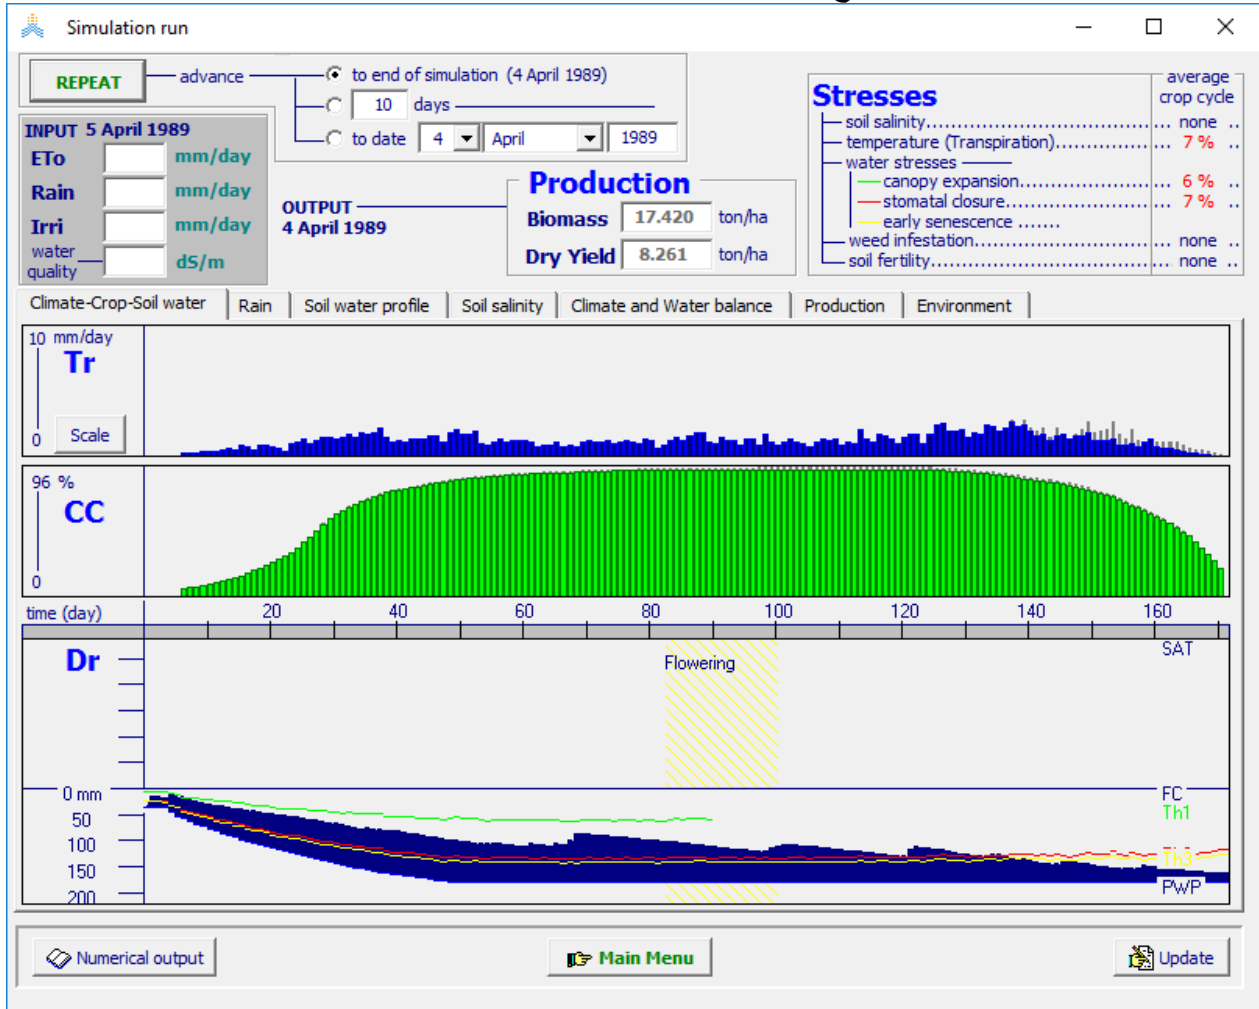 Simulation run
REPEAT
advance
to end of simulation (4 April 1989)
10 days
to date 4 April 1989
INPUT 5 April 1989
ETo mm/day
Rain mm/day
Irri mm/day
water quality dS/m
OUTPUT
4 April 1989
Production
Biomass 17.420 ton/ha
Dry Yield 8.261 ton/ha
Stresses
average
crop cycle
soil salinity none
temperature (Transpiration) 7 %
water stresses
canopy expansion 6 %
stomatal closure 7 %
early senescence
weed infestation none
soil fertility none
Climate-Crop-Soil water Rain Soil water profile Soil salinity Climate and Water balance Production Environment
10 mm/day
Tr
0 Scale
96 %
CC
0
time (day) 20 40 60 80 100 120 140 160
Dr
SAT
Flowering
0 mm
FC
50
Th1
100
150
Th3
PWP
200
Numerical output
Main Menu
Update